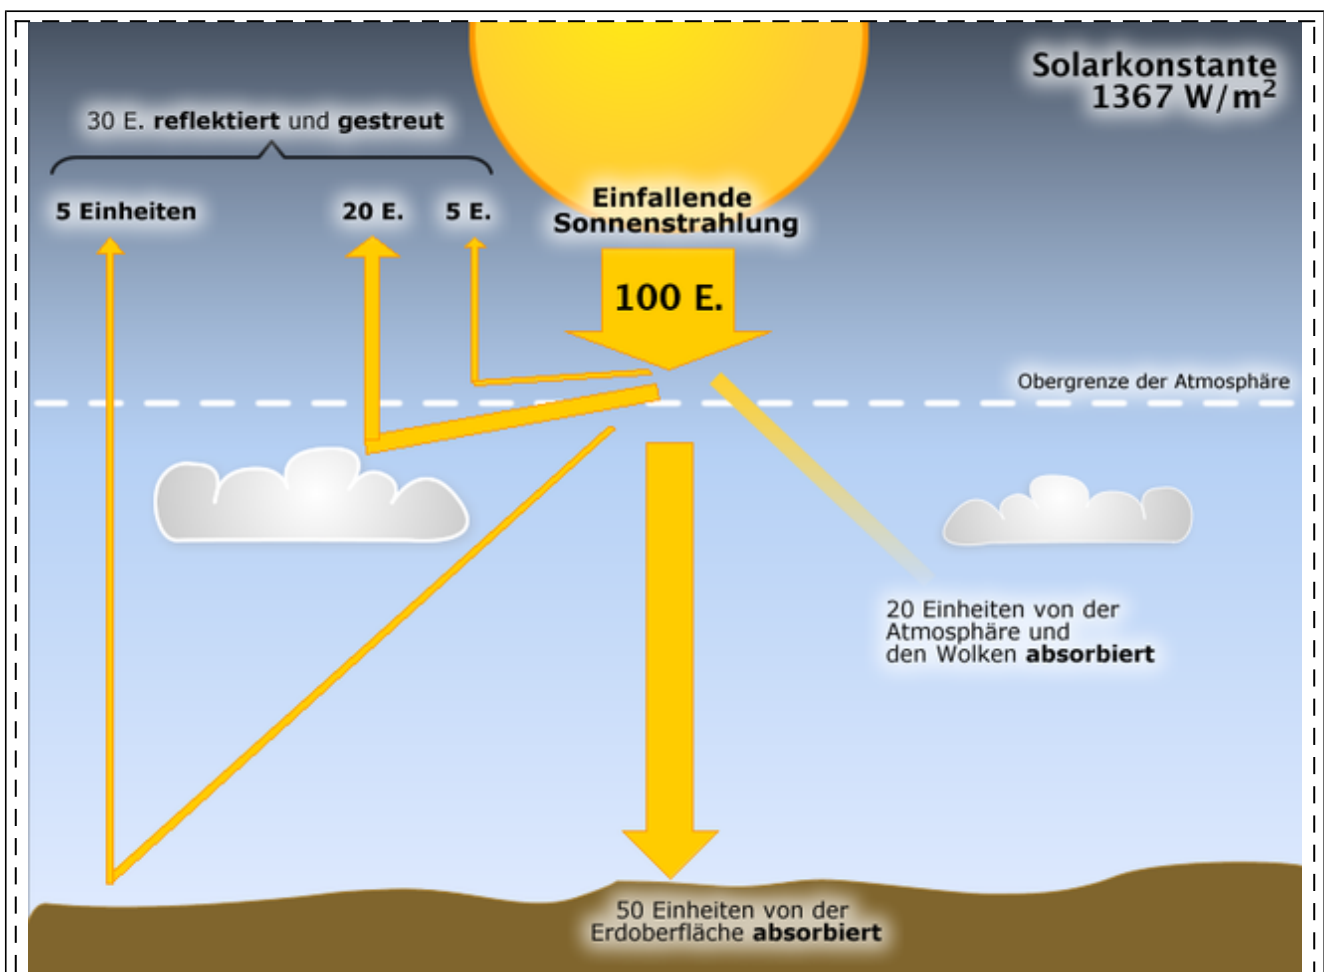 Solarkonstante
1367 W/m²
30 E. reflektiert und gestreut
5 Einheiten
20 E.
5 E.
Einfallende
Sonnenstrahlung
100 E.
Obergrenze der Atmosphäre
20 Einheiten von der
Atmosphäre und
den Wolken absorbiert
50 Einheiten von der
Erdoberfläche absorbiert